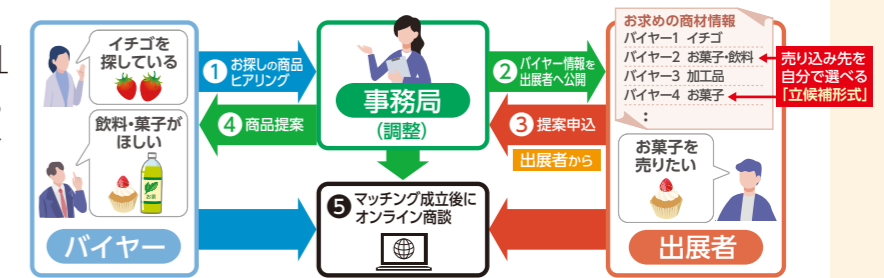 イチゴを
探している
飲料・菓子が
ほしい
お茶
バイヤー
1 お探しの商品
ヒアリング
4 商品提案
事務局
(調整)
2 バイヤー情報を
出展者へ公開
3 提案申込
出展者から
5 マッチング成立後に
オンライン商談
お求めの商材情報
バイヤー1 イチゴ
バイヤー2 お菓子・飲料
バイヤー3 加工品
バイヤー4 お菓子
:
売り込み先を
自分で選べる
「立候補形式」
お菓子を
売りたい
出展者